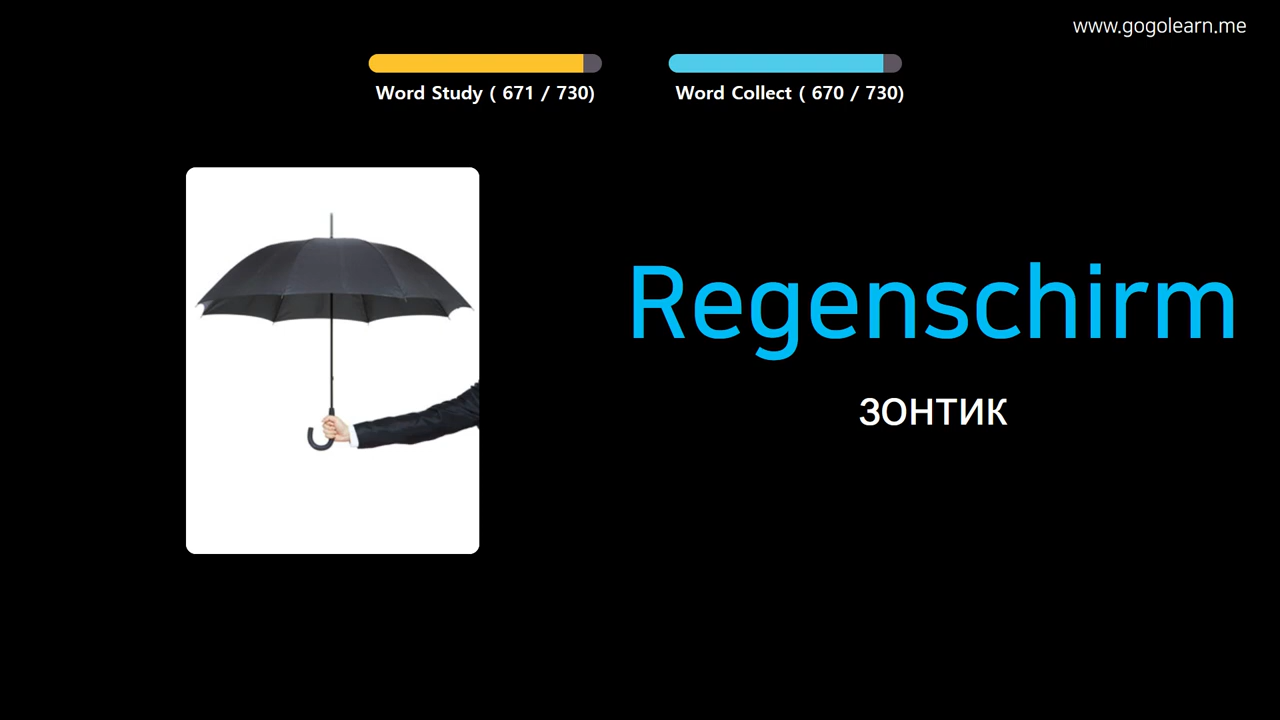 www.gogolearn.me
Word Study ( 671 / 730)
Word Collect ( 670 / 730)
Regenschirm
зонтик